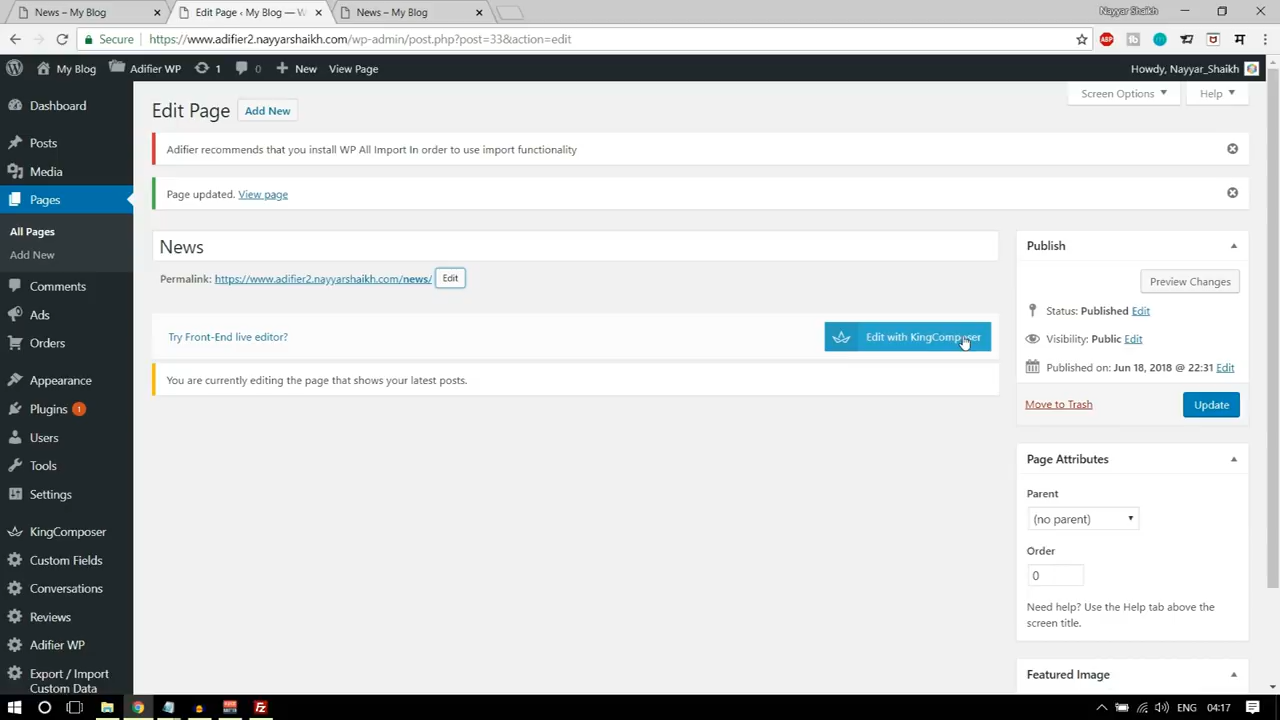 News – My Blog
Edit Page ‹ My Blog — W
News – My Blog
Nayyar Shaikh
Secure https://www.adifier2.nayyarshaikh.com/wp-admin/post.php?post=33&action=edit
ABP
My Blog Adifier WP 1 0 New View Page
Howdy, Nayyar_Shaikh
Screen Options Help
Dashboard
Posts
Media
Pages
All Pages
Add New
Comments
Ads
Orders
Appearance
Plugins 1
Users
Tools
Settings
KingComposer
Custom Fields
Conversations
Reviews
Adifier WP
Export / Import
Custom Data
Edit Page Add New
Adifier recommends that you install WP All Import In order to use import functionality
Page updated. View page
News
Permalink: https://www.adifier2.nayyarshaikh.com/news/ Edit
Try Front-End live editor? Edit with KingComposer
You are currently editing the page that shows your latest posts.
Publish
Preview Changes
Status: Published Edit
Visibility: Public Edit
Published on: Jun 18, 2018 @ 22:31 Edit
Move to Trash Update
Page Attributes
Parent
(no parent)
Order
0
Need help? Use the Help tab above the
screen title.
Featured Image
ENG 04:17